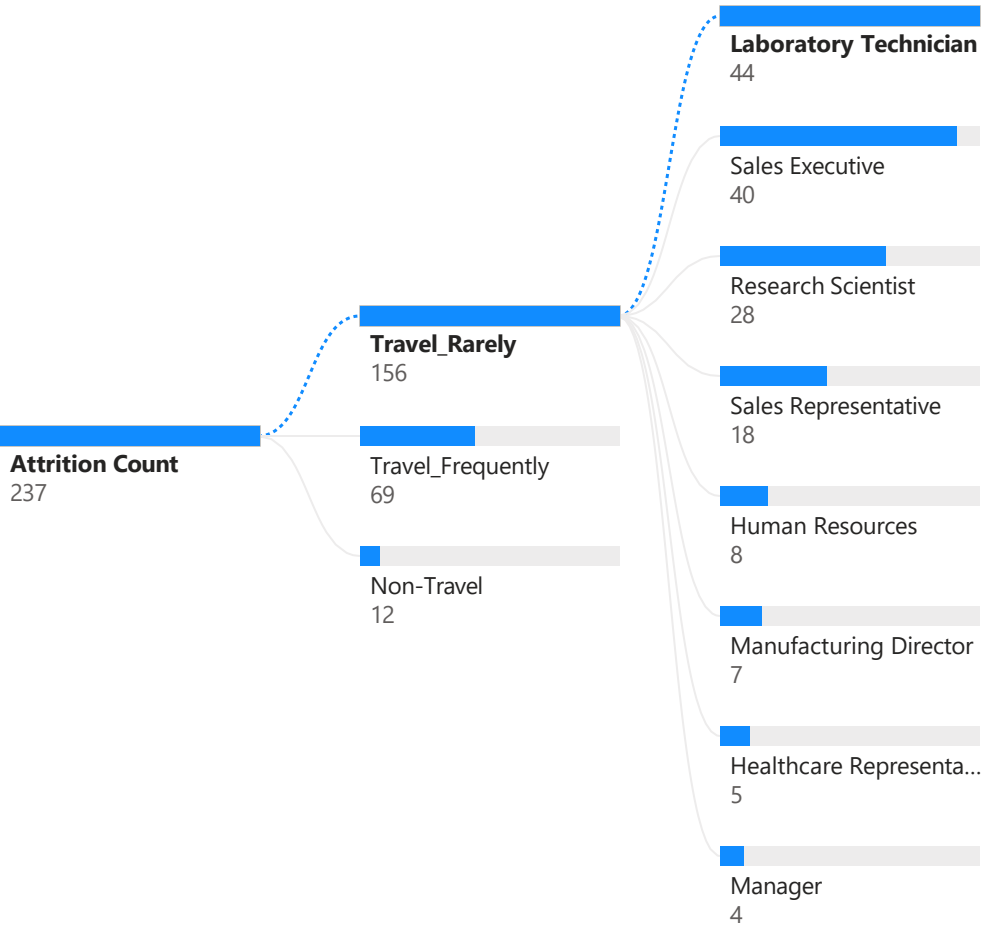 Attrition Count
237
Travel_Rarely
156
Travel_Frequently
69
Non-Travel
12
Laboratory Technician
44
Sales Executive
40
Research Scientist
28
Sales Representative
18
Human Resources
8
Manufacturing Director
7
Healthcare Representa...
5
Manager
4